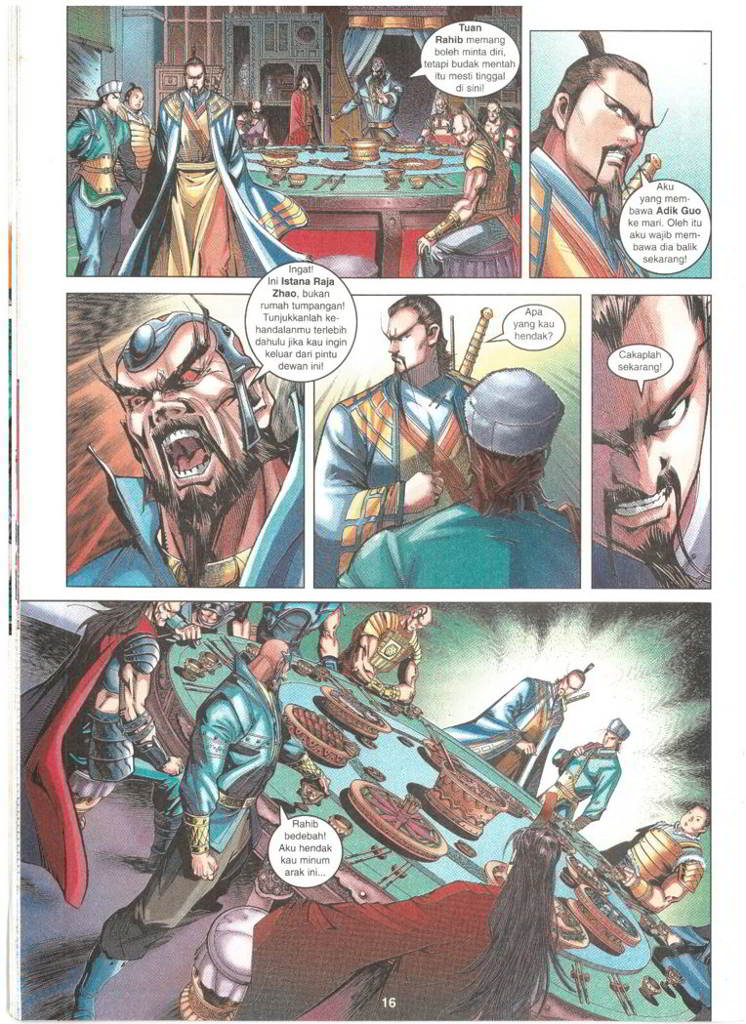 Tuan
Rahib memang
boleh minta diri,
tetapi budak mentah
itu mesti tinggal
di sini!
Aku
yang mem-
bawa Adik Guo
ke mari. Oleh itu
aku wajib mem-
bawa dia balik
sekarang!
Ingat!
Ini Istana Raja
Zhao, bukan
rumah tumpangan!
Tunjukkanlah ke-
handalanmu terlebih
dahulu jika kau ingin
keluar dari pintu
dewan ini!
Apa
yang kau
hendak?
Cakaplah
sekarang!
Rahib
bedebah!
Aku hendak
kau minum
arak ini...
16